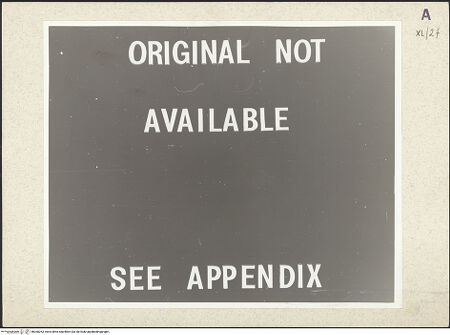 A
XL/27
ORIGINAL NOT
AVAILABLE
SEE APPENDIX